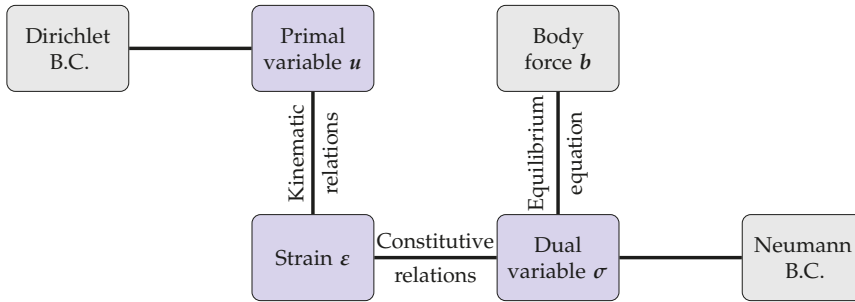 Dirichlet
B.C.
Primal
variable u
Body
force b
Kinematic
relations
Equilibrium
equation
Strain ε
Constitutive
relations
Dual
variable σ
Neumann
B.C.